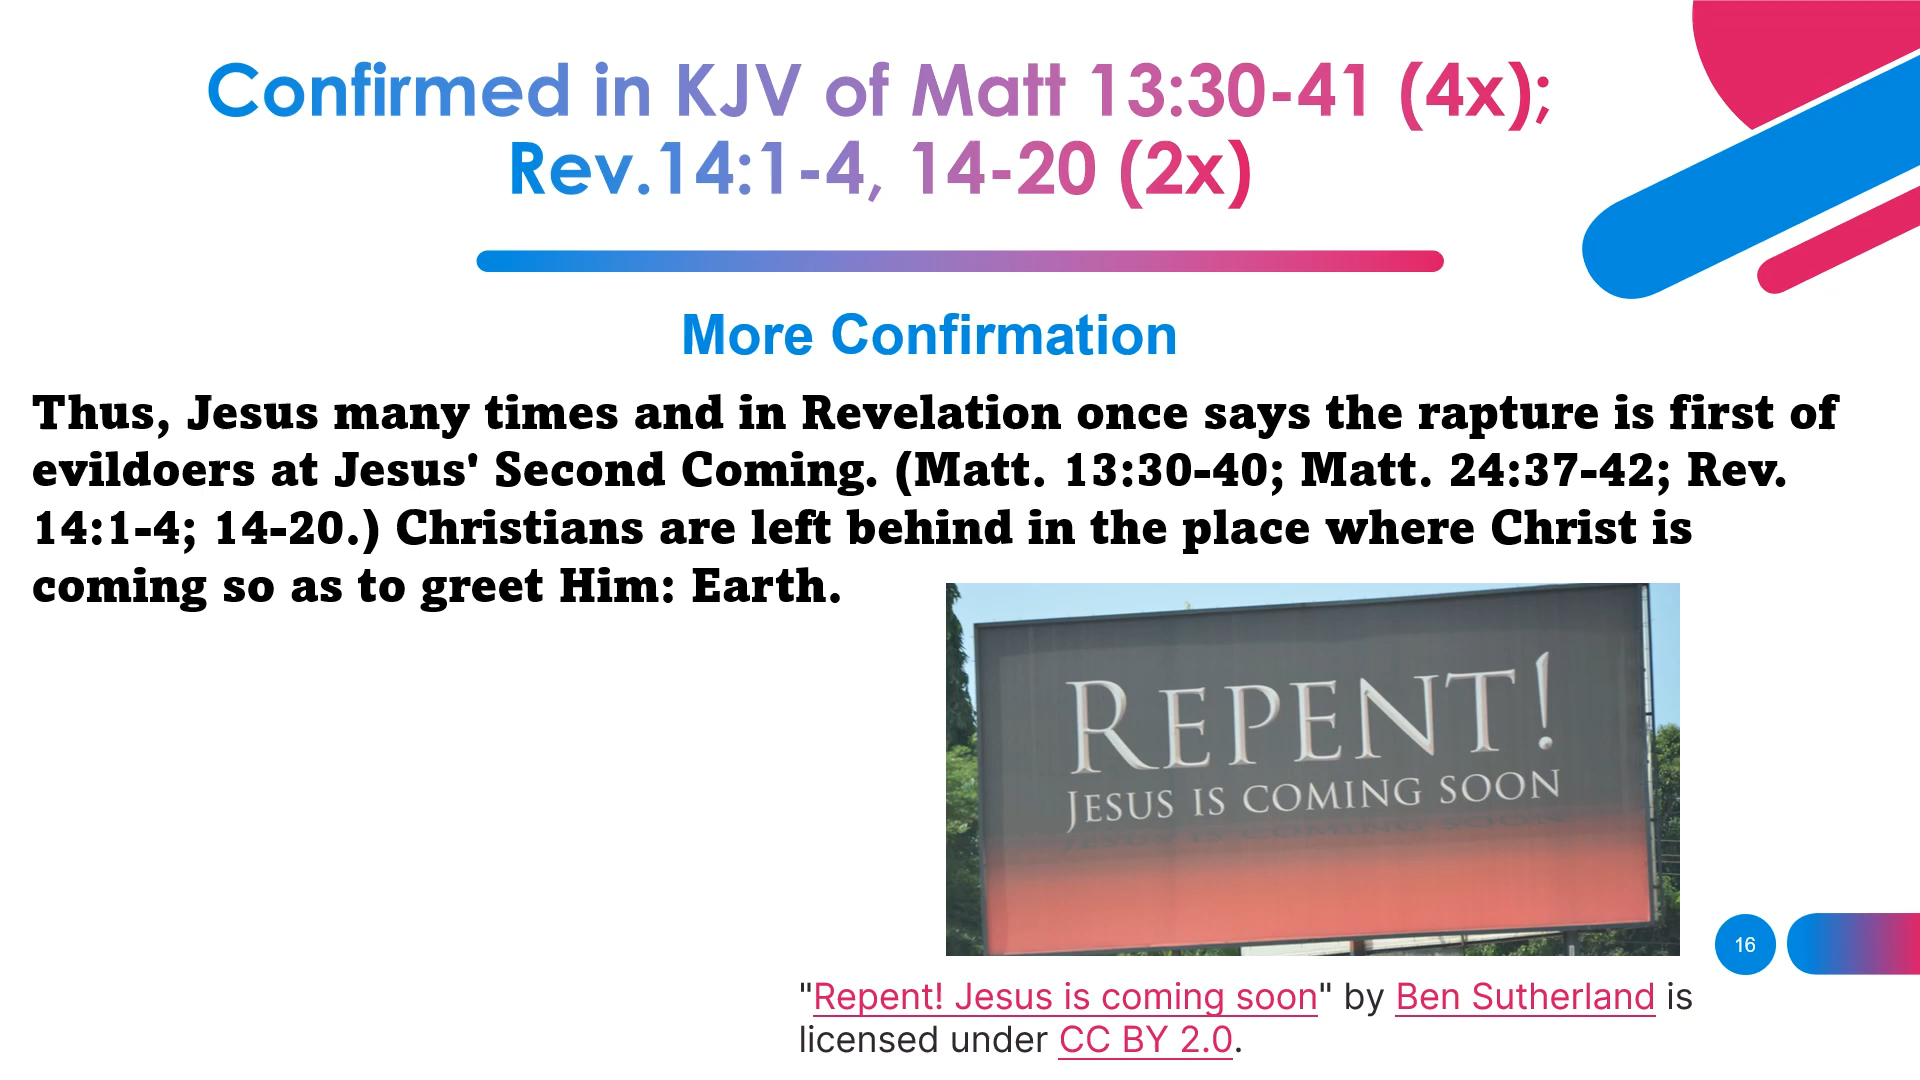 Confirmed in KJV of Matt 13:30-41 (4x);
Rev.14:1-4, 14-20 (2x)
More Confirmation
Thus, Jesus many times and in Revelation once says the rapture is first of
evildoers at Jesus' Second Coming. (Matt. 13:30-40; Matt. 24:37-42; Rev.
14:1-4; 14-20.) Christians are left behind in the place where Christ is
coming so as to greet Him: Earth.
REPENT!
JESUS IS COMING SOON
16
"Repent! Jesus is coming soon" by Ben Sutherland is
licensed under CC BY 2.0.